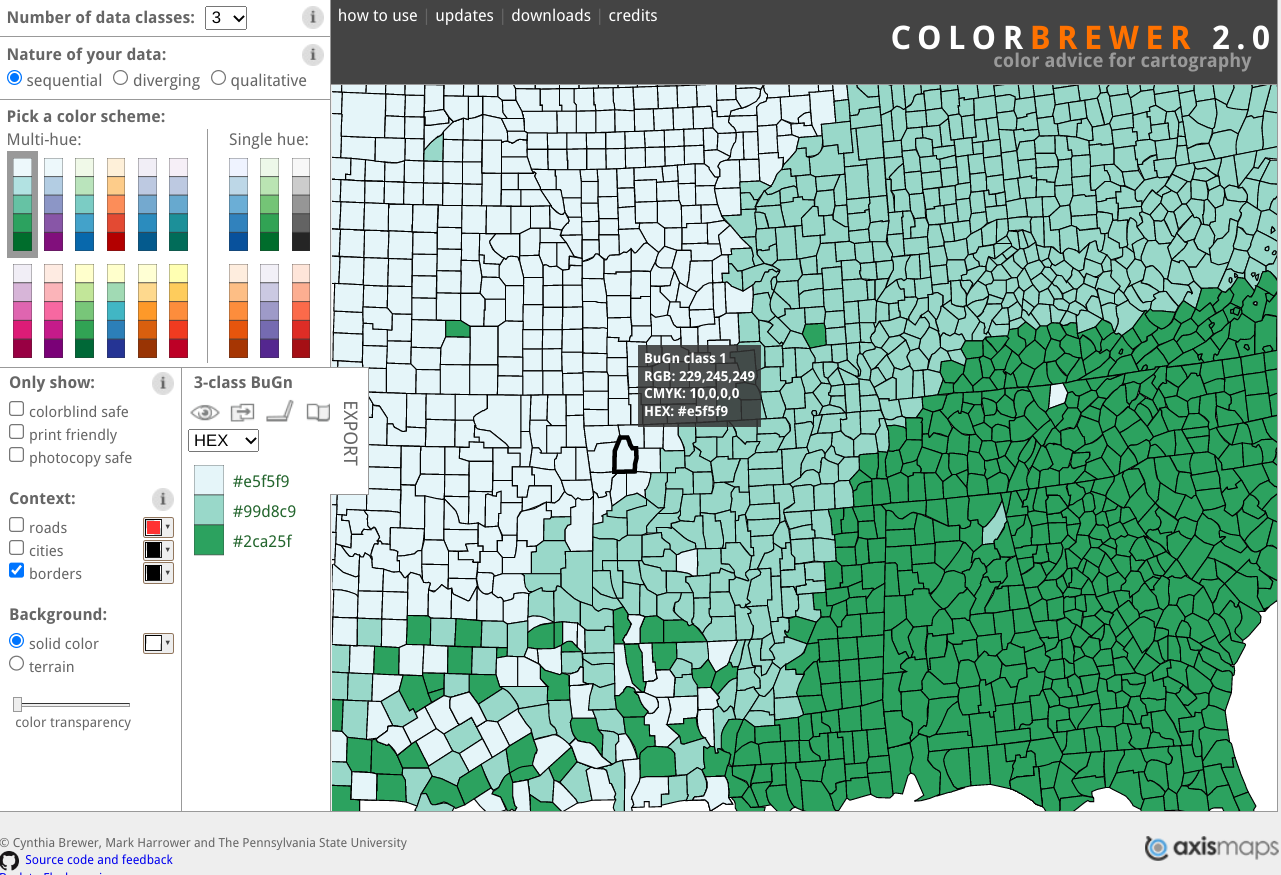 Number of data classes: 3 i
how to use | updates | downloads | credits
COLORBREWER 2.0
color advice for cartography
Nature of your data: i
sequential diverging qualitative
Pick a color scheme:
Multi-hue: Single hue:
BuGn class 1
RGB: 229,245,249
CMYK: 10,0,0,0
HEX: #e5f5f9
Only show: i
colorblind safe
print friendly
photocopy safe
Context: i
roads
cities
borders
Background:
solid color
terrain
color transparency
3-class BuGn
EXPORT
HEX
#e5f5f9
#99d8c9
#2ca25f
© Cynthia Brewer, Mark Harrower and The Pennsylvania State University
Source code and feedback
axismaps